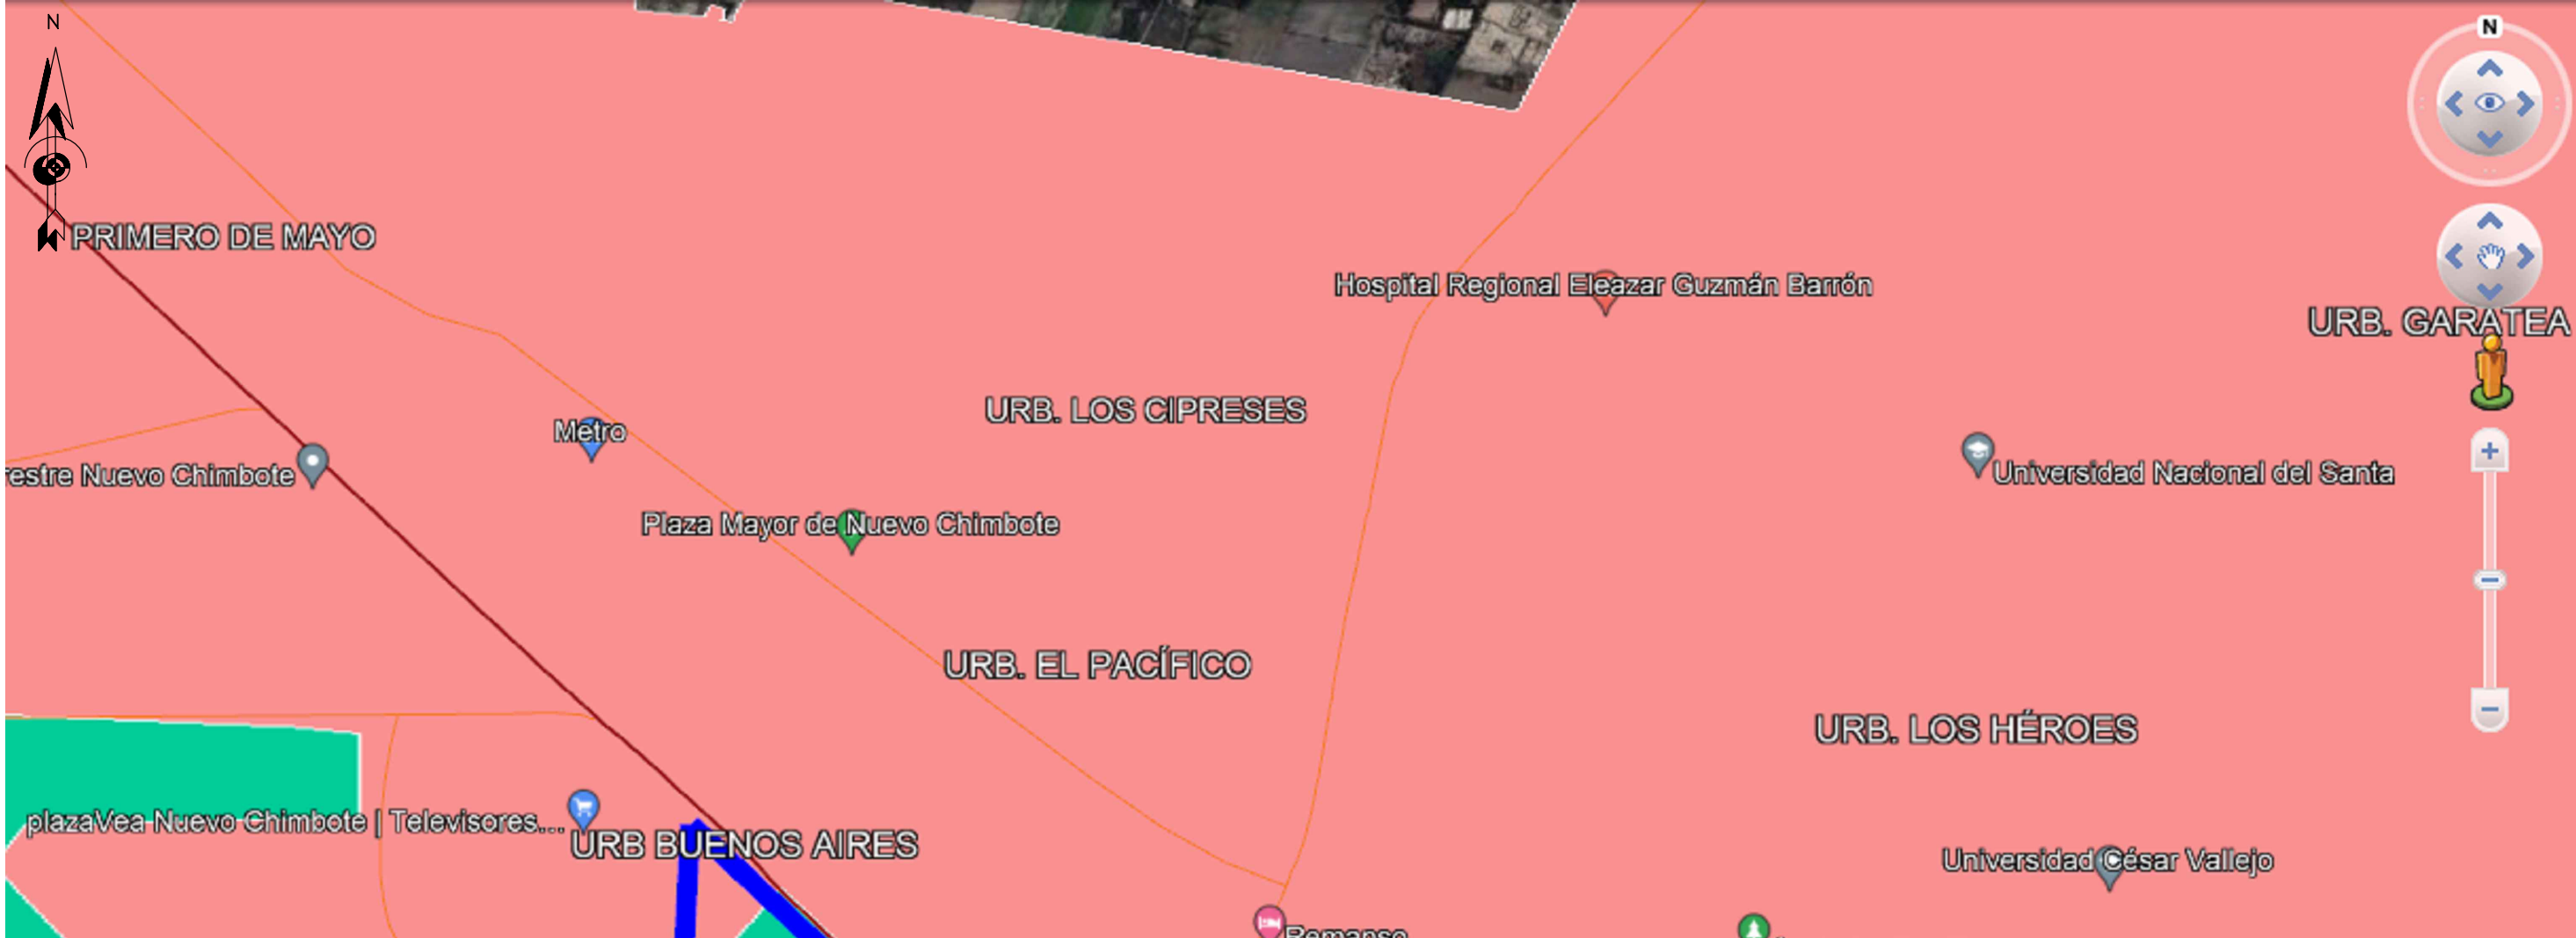 N
N
PRIMERO DE MAYO
Hospital Regional Eleazar Guzmán Barrón
URB. GARATEA
URB. LOS CIPRESES
Metro
restre Nuevo Chimbote
Universidad Nacional del Santa
Plaza Mayor de Nuevo Chimbote
URB. EL PACÍFICO
URB. LOS HÉROES
plazaVea Nuevo Chimbote | Televisores...
URB BUENOS AIRES
Universidad César Vallejo
Romanso